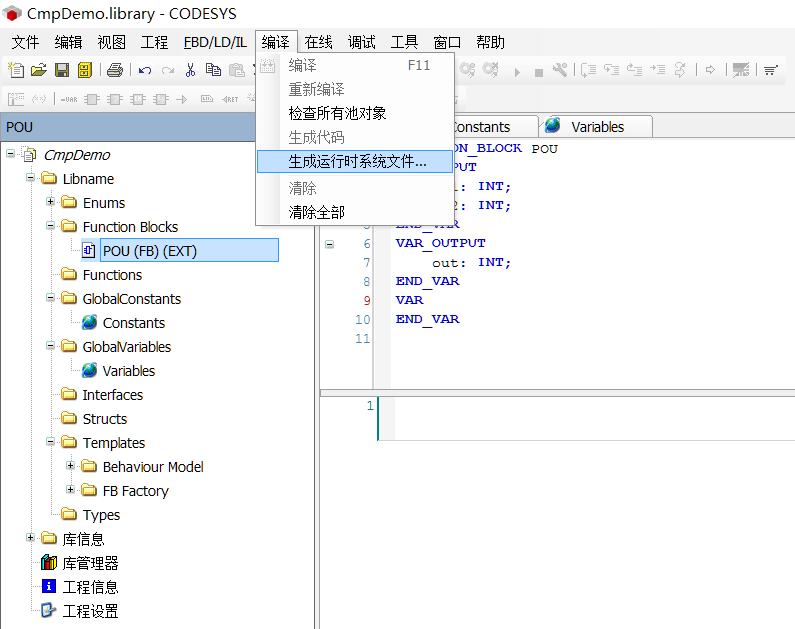 CmpDemo.library - CODESYS
文件 编辑 视图 工程 FBD/LD/IL 编译 在线 调试 工具 窗口 帮助
编译 F11
重新编译
检查所有池对象
生成代码
生成运行时系统文件...
清除
清除全部
POU
CmpDemo
Libname
Enums
Function Blocks
POU (FB) (EXT)
Functions
GlobalConstants
Constants
GlobalVariables
Variables
Interfaces
Structs
Templates
Behaviour Model
FB Factory
Types
库信息
库管理器
工程信息
工程设置
onstants Variables
ON_BLOCK POU
PUT
: INT;
: INT;
END_VAR
6 VAR_OUTPUT
7 out: INT;
8 END_VAR
9 VAR
10 END_VAR
11
1